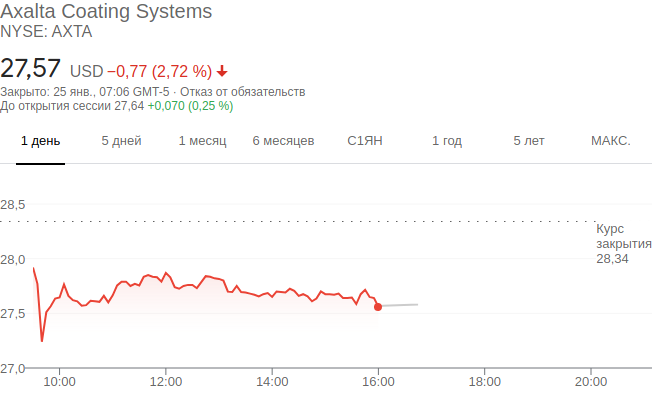 Axalta Coating Systems
NYSE: AXTA
27,57 USD −0,77 (2,72 %)
Закрыто: 25 янв., 07:06 GMT-5 · Отказ от обязательств
До открытия сессии 27,64 +0,070 (0,25 %)
1 день 5 дней 1 месяц 6 месяцев С1ЯН 1 год 5 лет МАКС.
28,5
Курс
закрытия
28,0
28,34
27,5
27,0
10:00 12:00 14:00 16:00 18:00 20:00